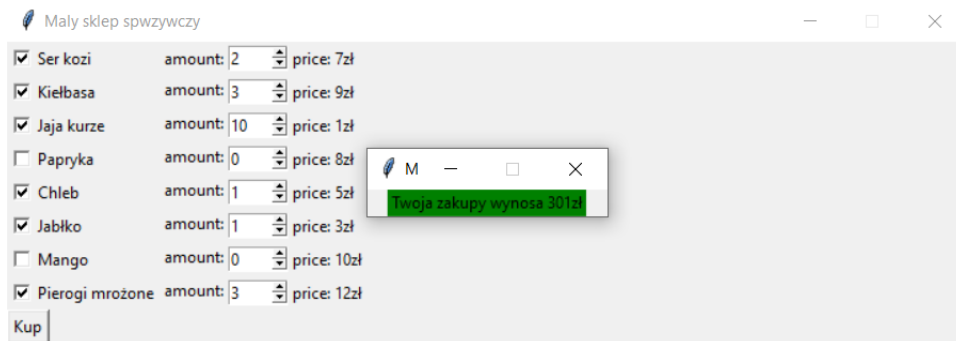 Maly sklep spwzywczy
Ser kozi amount: 2 price: 7zł
Kiełbasa amount: 3 price: 9zł
Jaja kurze amount: 10 price: 1zł
Papryka amount: 0 price: 8zł
M
Chleb amount: 1 price: 5zł
Twoja zakupy wynosa 301zł
Jabłko amount: 1 price: 3zł
Mango amount: 0 price: 10zł
Pierogi mrożone amount: 3 price: 12zł
Kup